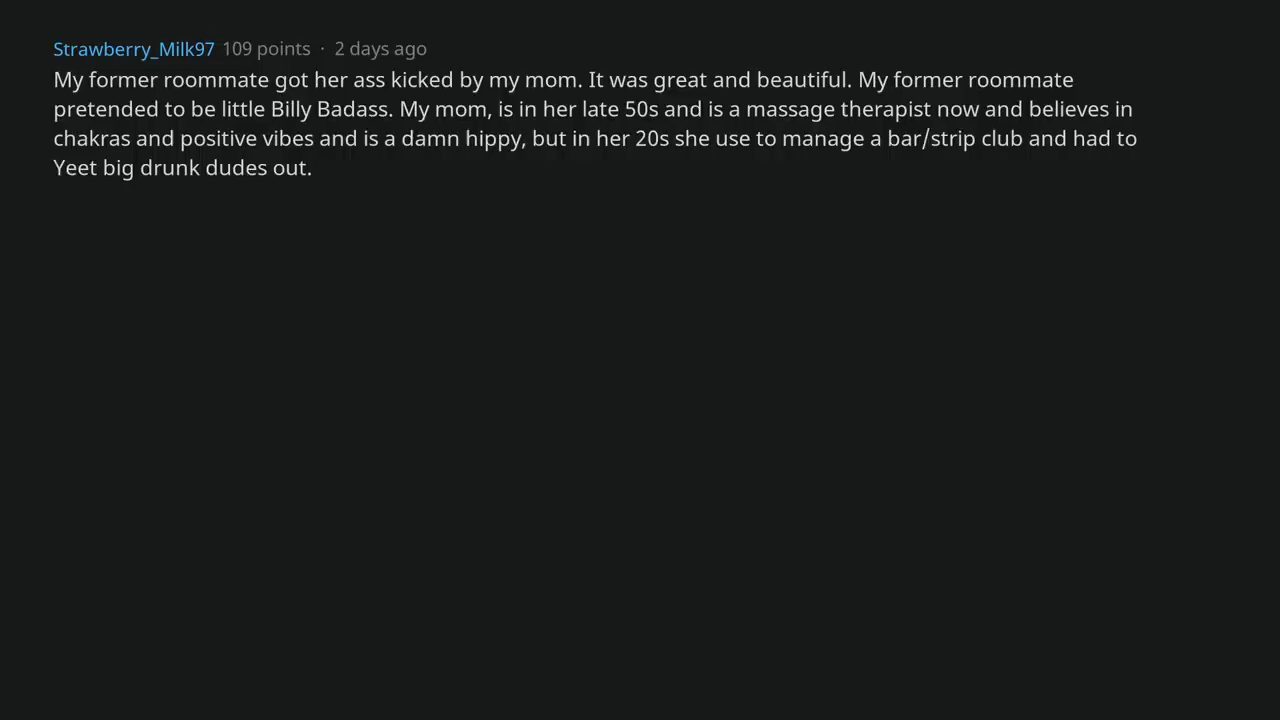 Strawberry_Milk97 109 points · 2 days ago
My former roommate got her ass kicked by my mom. It was great and beautiful. My former roommate
pretended to be little Billy Badass. My mom, is in her late 50s and is a massage therapist now and believes in
chakras and positive vibes and is a damn hippy, but in her 20s she use to manage a bar/strip club and had to
Yeet big drunk dudes out.